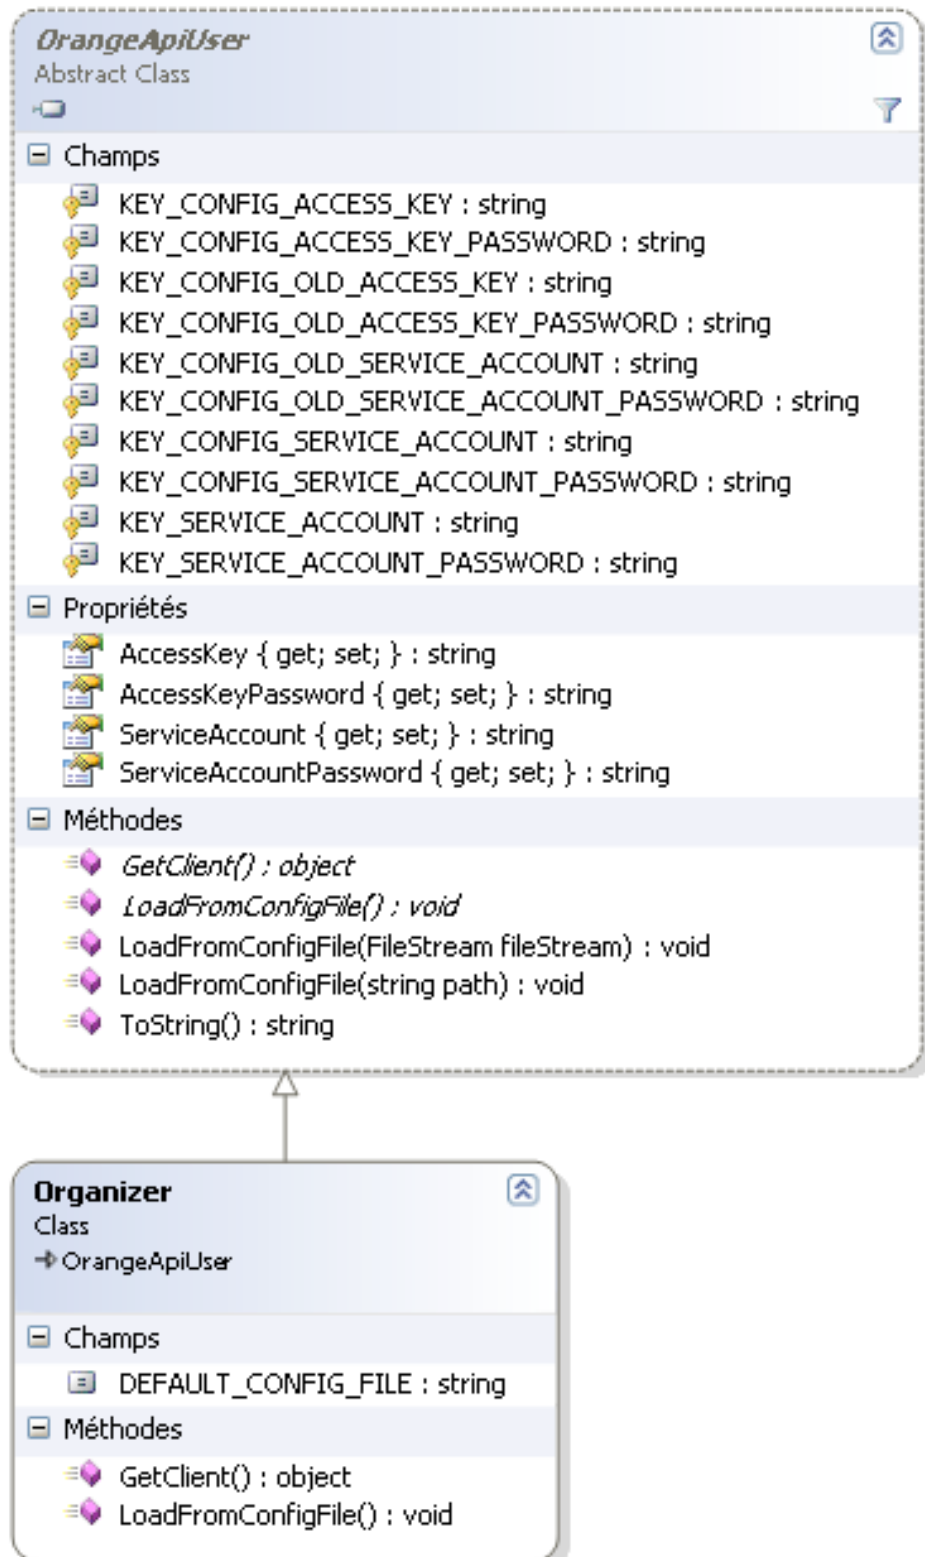 OrangeApiUser
Abstract Class
Champs
KEY_CONFIG_ACCESS_KEY : string
KEY_CONFIG_ACCESS_KEY_PASSWORD : string
KEY_CONFIG_OLD_ACCESS_KEY : string
KEY_CONFIG_OLD_ACCESS_KEY_PASSWORD : string
KEY_CONFIG_OLD_SERVICE_ACCOUNT : string
KEY_CONFIG_OLD_SERVICE_ACCOUNT_PASSWORD : string
KEY_CONFIG_SERVICE_ACCOUNT : string
KEY_CONFIG_SERVICE_ACCOUNT_PASSWORD : string
KEY_SERVICE_ACCOUNT : string
KEY_SERVICE_ACCOUNT_PASSWORD : string
Propriétés
AccessKey { get; set; } : string
AccessKeyPassword { get; set; } : string
ServiceAccount { get; set; } : string
ServiceAccountPassword { get; set; } : string
Méthodes
GetClient() : object
LoadFromConfigFile() : void
LoadFromConfigFile(FileStream fileStream) : void
LoadFromConfigFile(string path) : void
ToString() : string
Organizer
Class
OrangeApiUser
Champs
DEFAULT_CONFIG_FILE : string
Méthodes
GetClient() : object
LoadFromConfigFile() : void